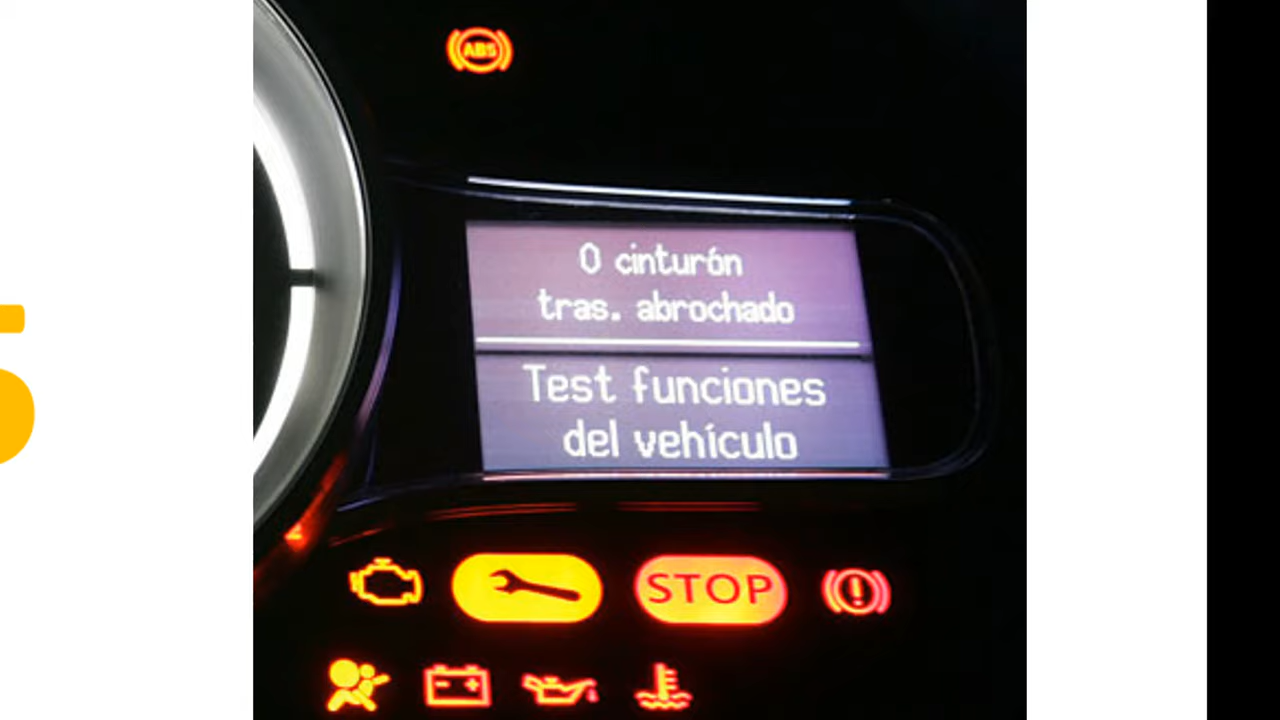 ABS
0 cinturón
tras. abrochado
Test funciones
del vehículo
STOP